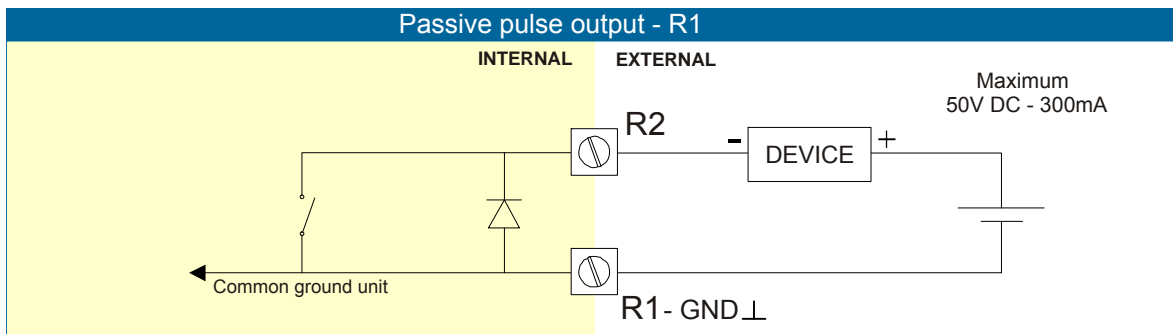 Passive pulse output - R1
INTERNAL
EXTERNAL
Maximum
50V DC - 300mA
R2
-
DEVICE
+
Common ground unit
R1 - GND